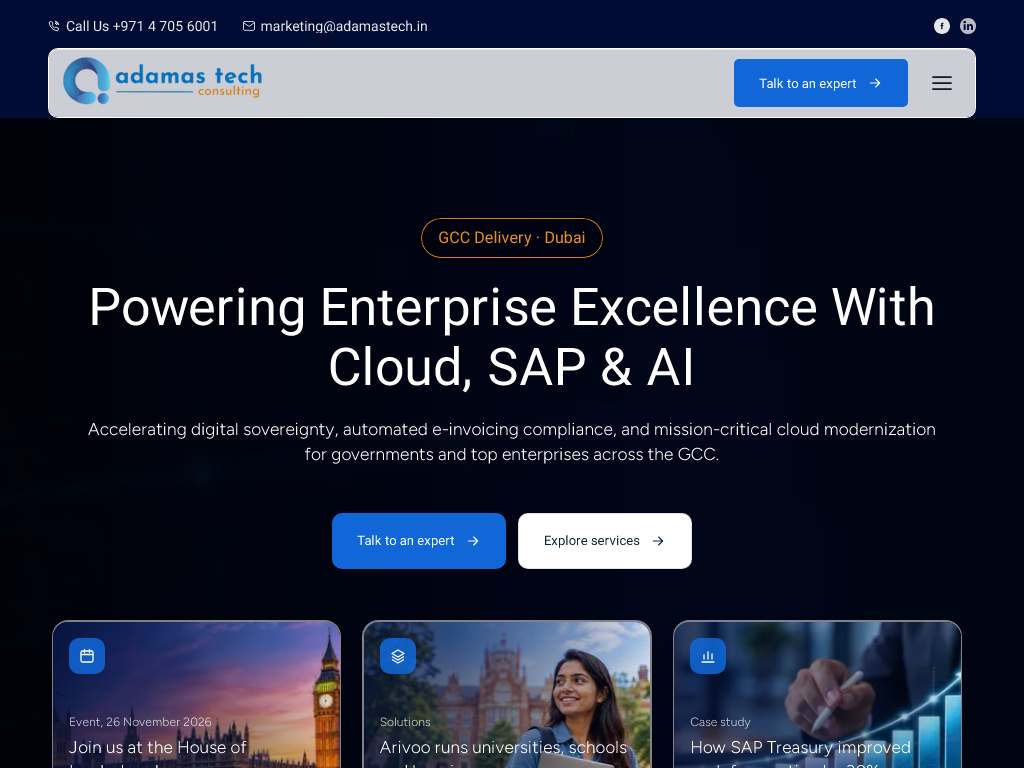 Call Us +971 4 705 6001
marketing@adamastech.in
adamas tech
consulting
Talk to an expert
GCC Delivery · Dubai
Powering Enterprise Excellence With
Cloud, SAP & AI
Accelerating digital sovereignty, automated e-invoicing compliance, and mission-critical cloud modernization
for governments and top enterprises across the GCC.
Talk to an expert
Explore services
Event, 26 November 2026
Join us at the House of
Solutions
Arivoo runs universities, schools
Case study
How SAP Treasury improved